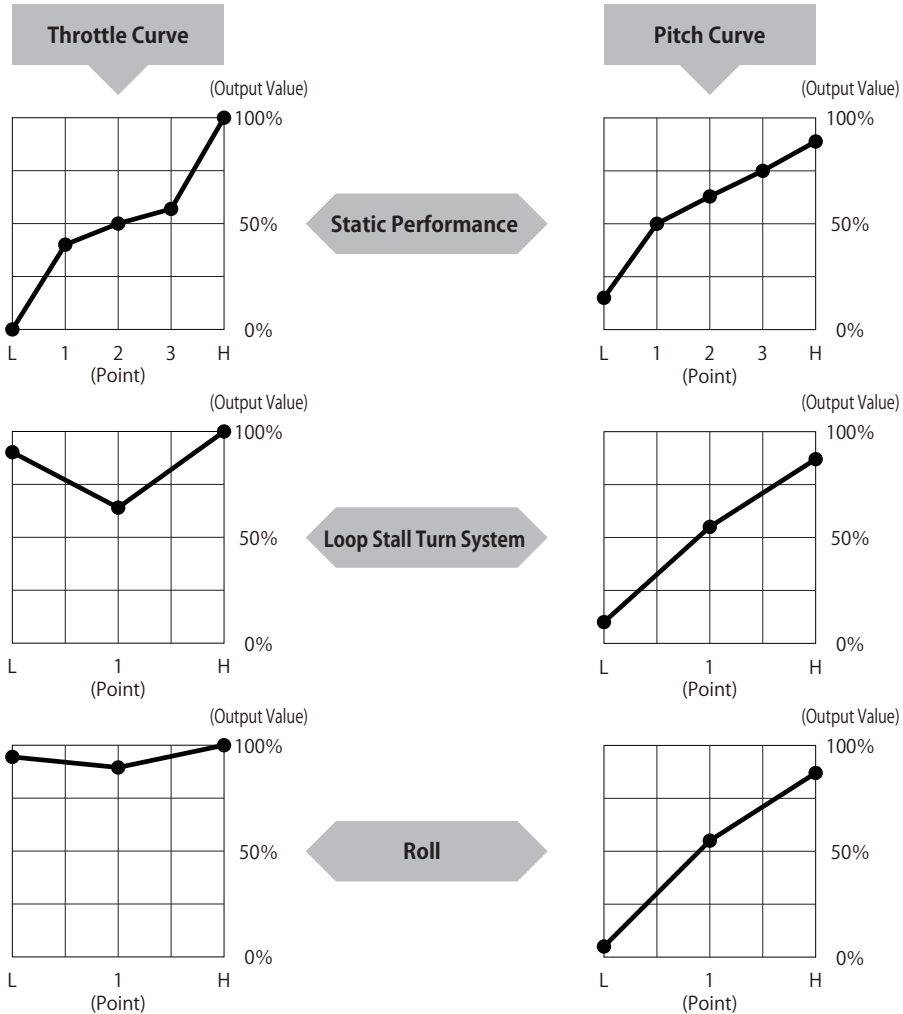 Throttle Curve
Pitch Curve
(Output Value)
100%
50%
0%
L 1 2 3 H
(Point)
Static Performance
(Output Value)
100%
50%
0%
L 1 2 3 H
(Point)
(Output Value)
100%
50%
0%
L 1 H
(Point)
Loop Stall Turn System
(Output Value)
100%
50%
0%
L 1 H
(Point)
(Output Value)
100%
50%
0%
L 1 H
(Point)
Roll
(Output Value)
100%
50%
0%
L 1 H
(Point)